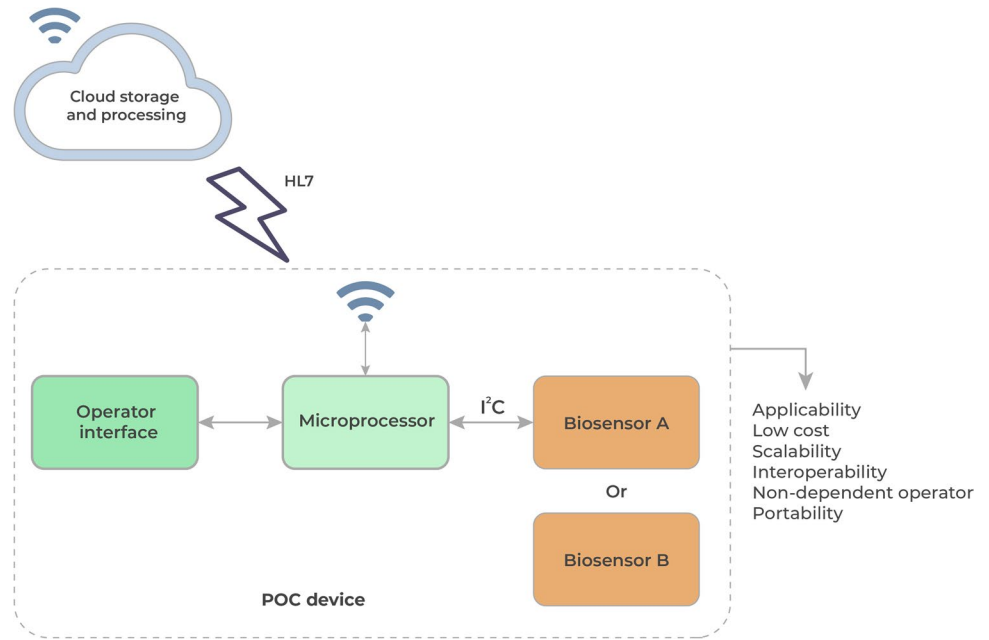 Cloud storage
and processing
HL7
Operator
interface
Microprocessor
I²C
Biosensor A
Or
Biosensor B
POC device
Applicability
Low cost
Scalability
Interoperability
Non-dependent operator
Portability